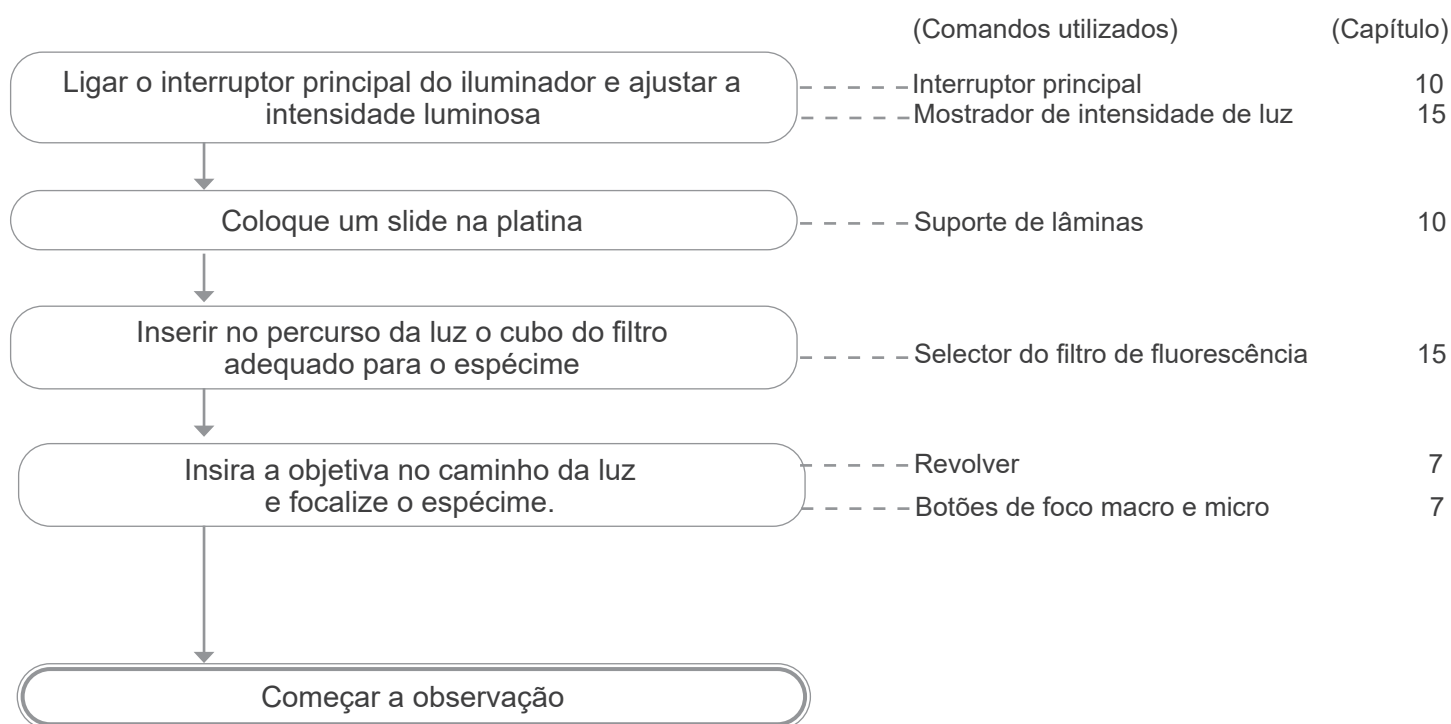 (Comandos utilizados) (Capítulo)
Ligar o interruptor principal do iluminador e ajustar a
intensidade luminosa
Interruptor principal 10
Mostrador de intensidade de luz 15
Coloque um slide na platina
Suporte de lâminas 10
Inserir no percurso da luz o cubo do filtro
adequado para o espécime
Selector do filtro de fluorescência 15
Insira a objetiva no caminho da luz
e focalize o espécime.
Revolver 7
Botões de foco macro e micro 7
Começar a observação